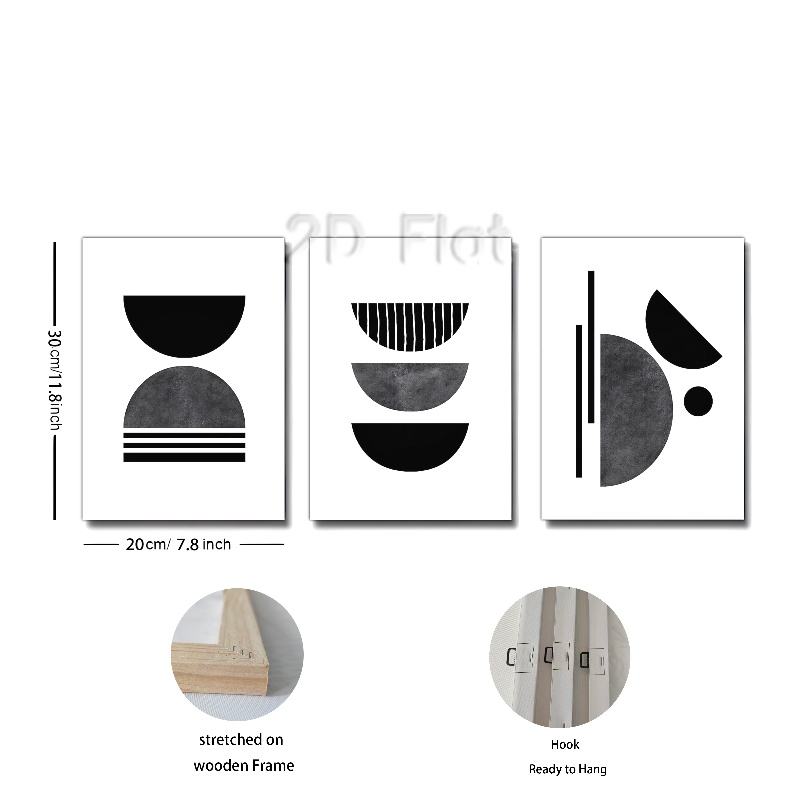 2D Flat
30cm/11.8inch
20cm/ 7.8 inch
stretched on
wooden Frame
Hook
Ready to Hang